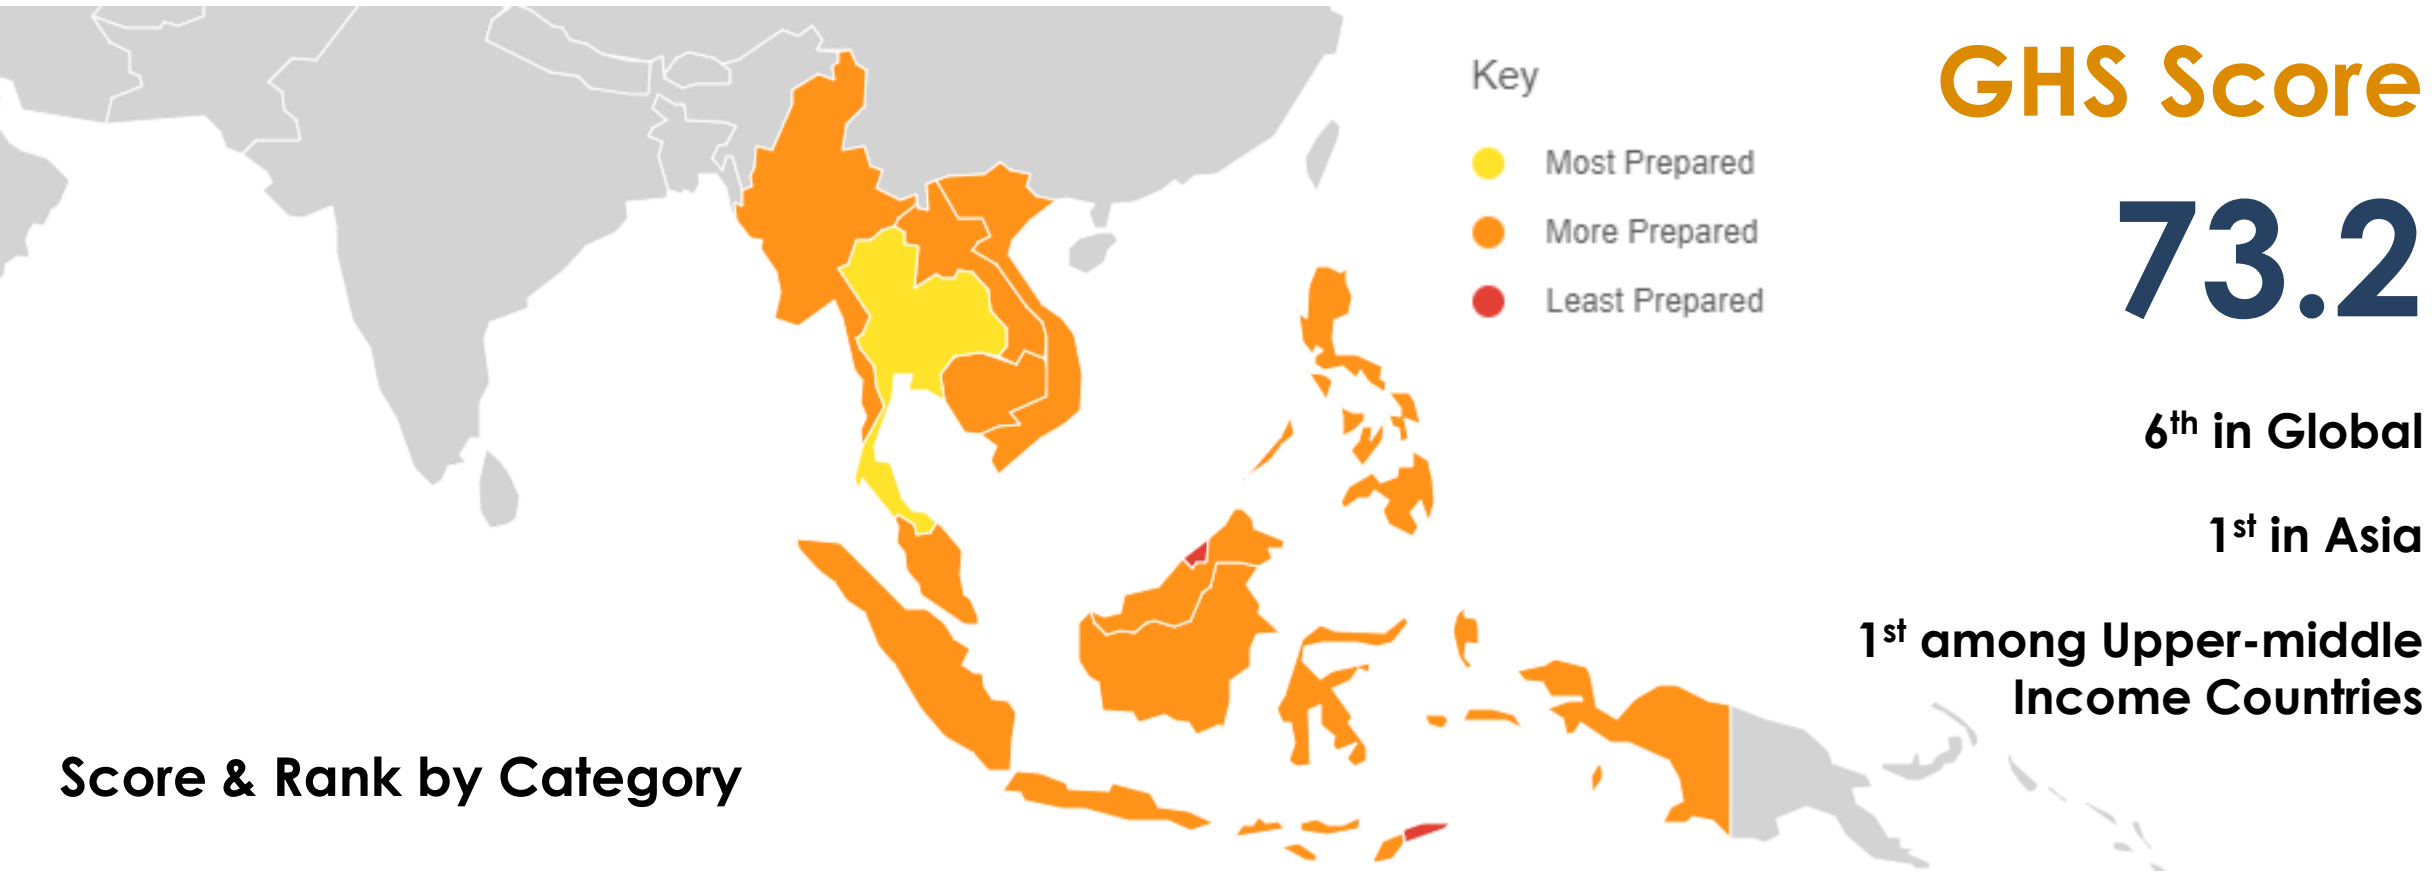 Key
Most Prepared
More Prepared
Least Prepared
GHS Score
73.2
6th in Global
1st in Asia
1st among Upper-middle
Income Countries
Score & Rank by Category